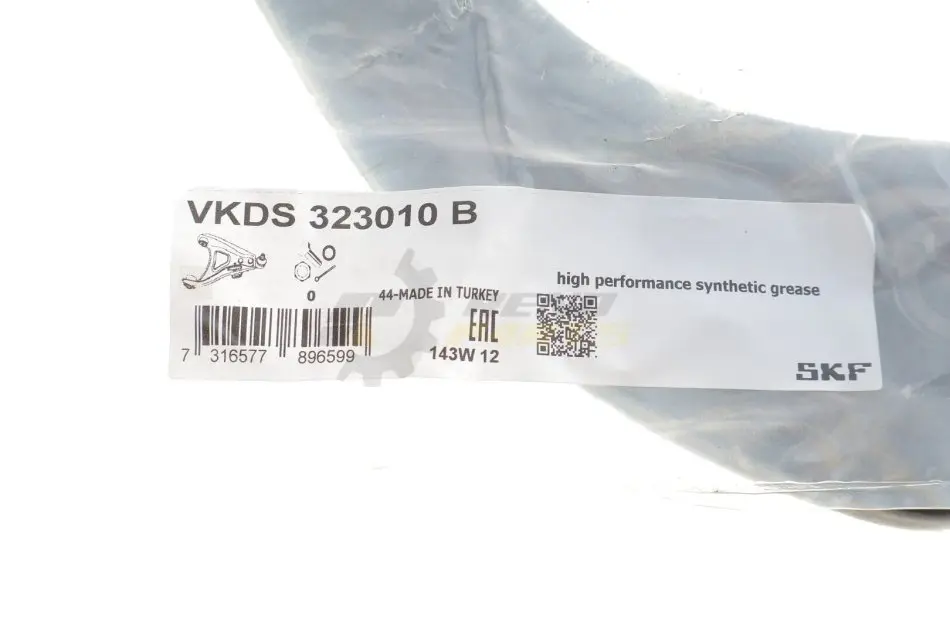 VKDS 323010 B
high performance synthetic grease
0
44-MADE IN TURKEY
EAC
7 316577 896599
143W 12
SKF